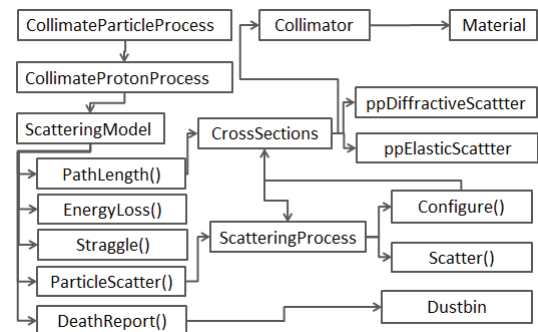 CollimateParticleProcess
Collimator
Material
CollimateProtonProcess
ScatteringModel
CrossSections
ppDiffractiveScattter
ppElasticScattter
PathLength()
EnergyLoss()
Straggle()
ParticleScatter()
DeathReport()
ScatteringProcess
Configure()
Scatter()
Dustbin